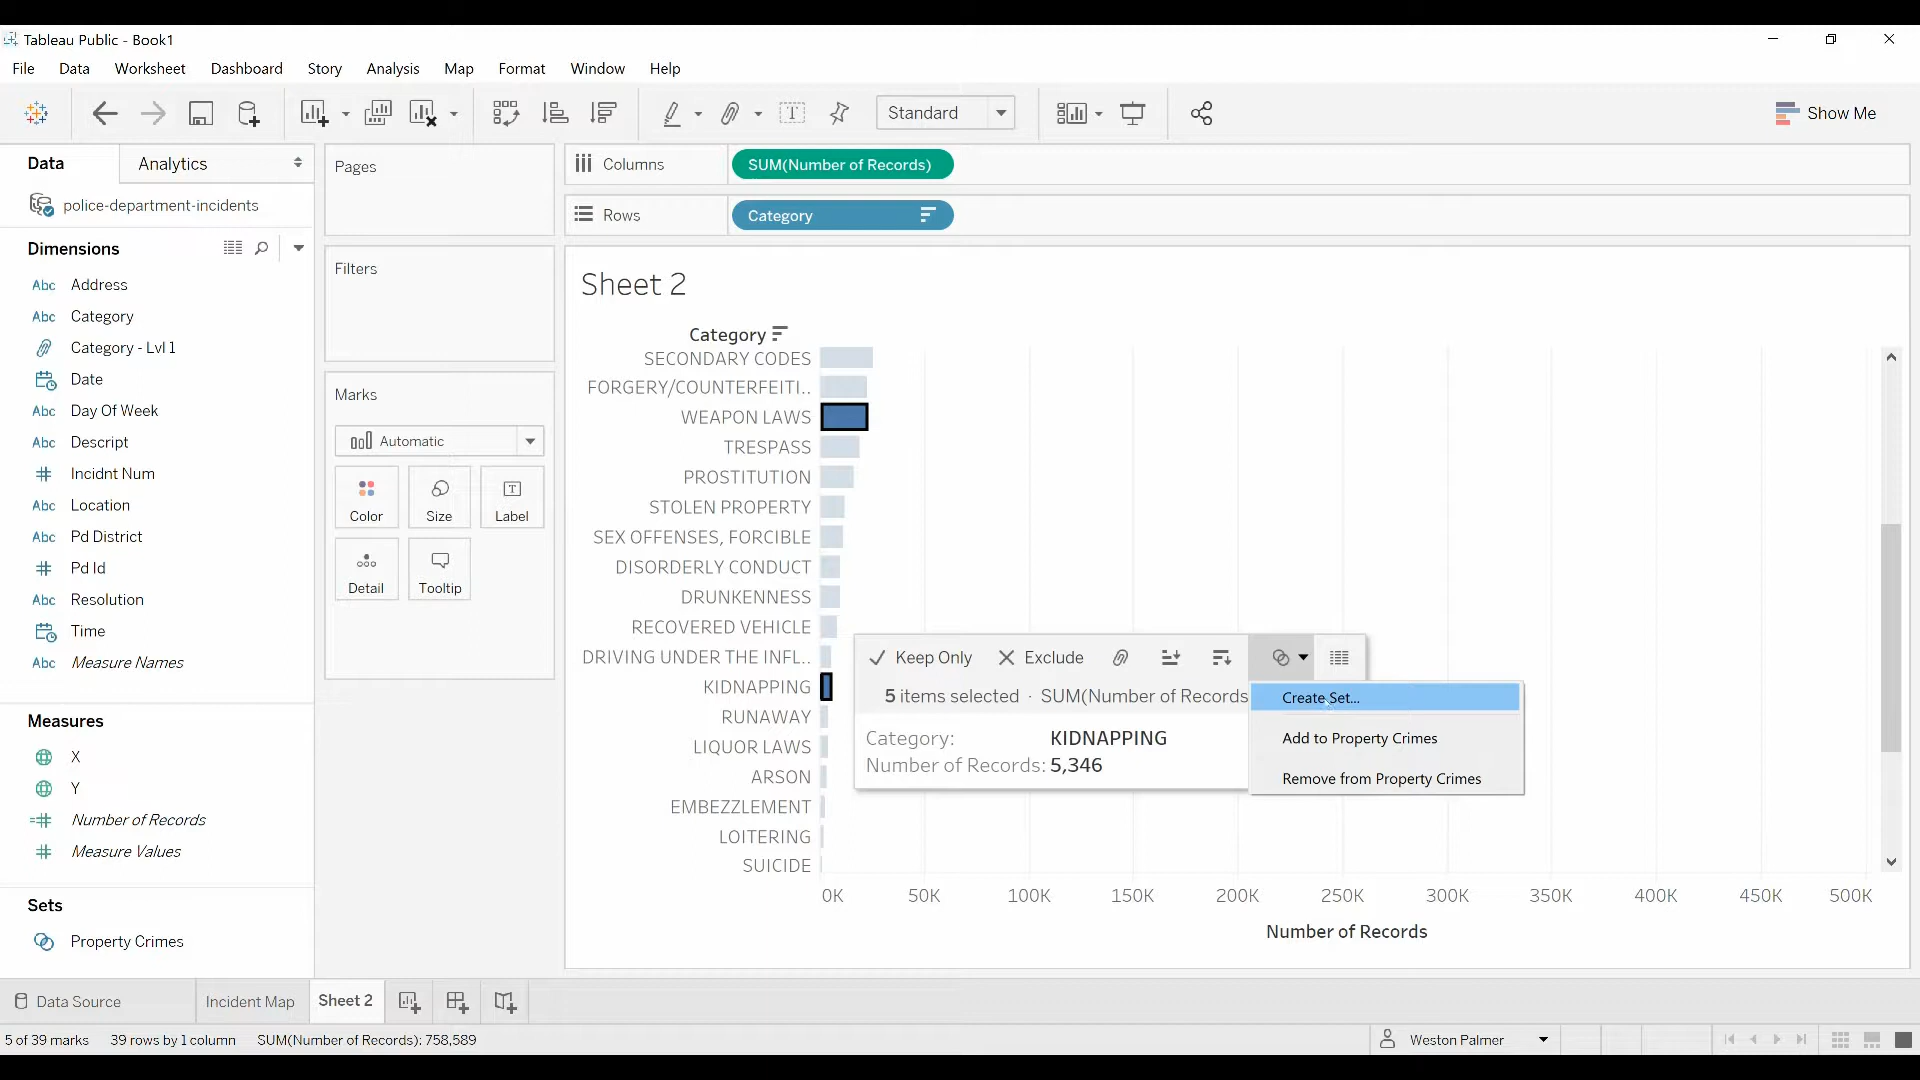 Tableau Public - Book1
File Data Worksheet Dashboard Story Analysis Map Format Window Help
Standard
Show Me
Data
Analytics
police-department-incidents
Dimensions
Abc Address
Abc Category
Category - Lvl 1
Date
Abc Day Of Week
Abc Descript
# Incidnt Num
Abc Location
Abc Pd District
# Pd Id
Abc Resolution
Time
Abc Measure Names
Measures
X
Y
=# Number of Records
# Measure Values
Sets
Property Crimes
Pages
Filters
Marks
Automatic
Color
Size
Label
Detail
Tooltip
Columns
SUM(Number of Records)
Rows
Category
Sheet 2
Category
SECONDARY CODES
FORGERY/COUNTERFEITI..
WEAPON LAWS
TRESPASS
PROSTITUTION
STOLEN PROPERTY
SEX OFFENSES, FORCIBLE
DISORDERLY CONDUCT
DRUNKENNESS
RECOVERED VEHICLE
DRIVING UNDER THE INFL..
KIDNAPPING
RUNAWAY
LIQUOR LAWS
ARSON
EMBEZZLEMENT
LOITERING
SUICIDE
Keep Only
Exclude
5 items selected · SUM(Number of Records
Category: KIDNAPPING
Number of Records: 5,346
Create Set...
Add to Property Crimes
Remove from Property Crimes
0K 50K 100K 150K 200K 250K 300K 350K 400K 450K 500K
Number of Records
Data Source
Incident Map
Sheet 2
5 of 39 marks
39 rows by 1 column
SUM(Number of Records): 758,589
Weston Palmer